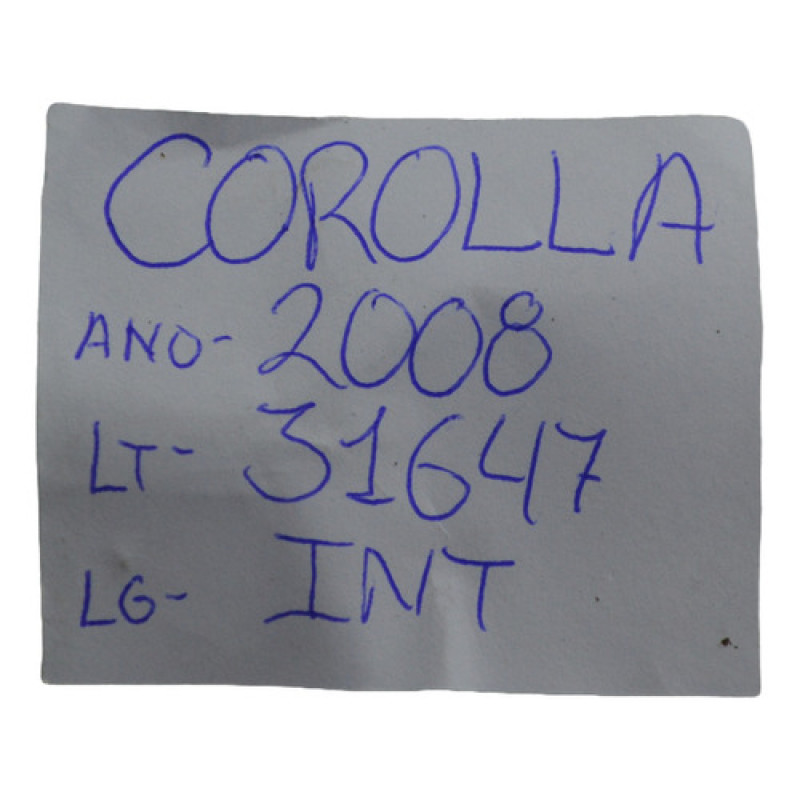 COROLLA
ANO- 2008
LT- 31647
LG- INT